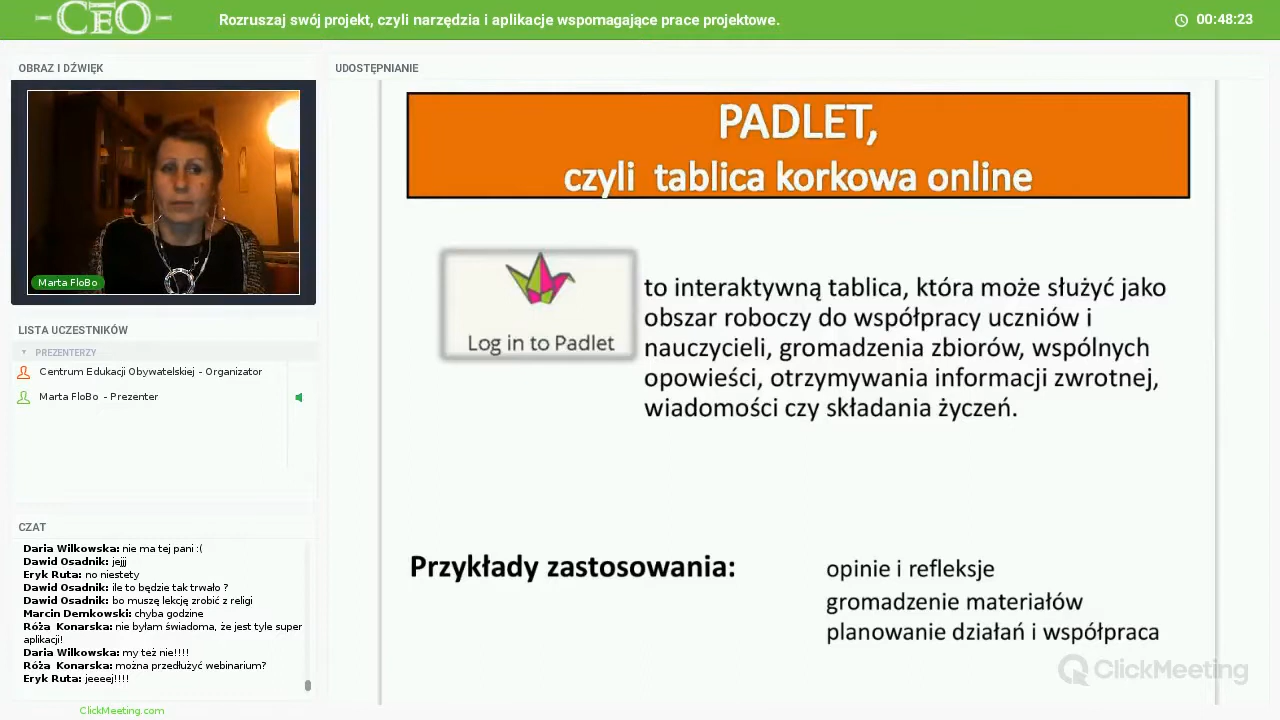 CEO
Rozruszaj swój projekt, czyli narzędzia i aplikacje wspomagające prace projektowe.
00:48:23
OBRAZ I DŹWIĘK
Marta FloBo
LISTA UCZESTNIKÓW
PREZENTERZY
Centrum Edukacji Obywatelskiej - Organizator
Marta FloBo - Prezenter
CZAT
Daria Wilkowska: nie ma tej pani :(
Dawid Osadnik: jejjj
Eryk Ruta: no niestety
Dawid Osadnik: ile to będzie tak trwało ?
Dawid Osadnik: bo muszę lekcję zrobić z religi
Marcin Demkowski: chyba godzine
Róża Konarska: nie byłam świadoma, że jest tyle super
aplikacji!
Daria Wilkowska: my też nie!!!!
Róża Konarska: można przedłużyć webinarium?
Eryk Ruta: jeeeej!!!!
ClickMeeting.com
UDOSTĘPNIANIE
PADLET,
czyli tablica korkowa online
Log in to Padlet
to interaktywną tablica, która może służyć jako
obszar roboczy do współpracy uczniów i
nauczycieli, gromadzenia zbiorów, wspólnych
opowieści, otrzymywania informacji zwrotnej,
wiadomości czy składania życzeń.
Przykłady zastosowania:
opinie i refleksje
gromadzenie materiałów
planowanie działań i współpraca
ClickMeeting